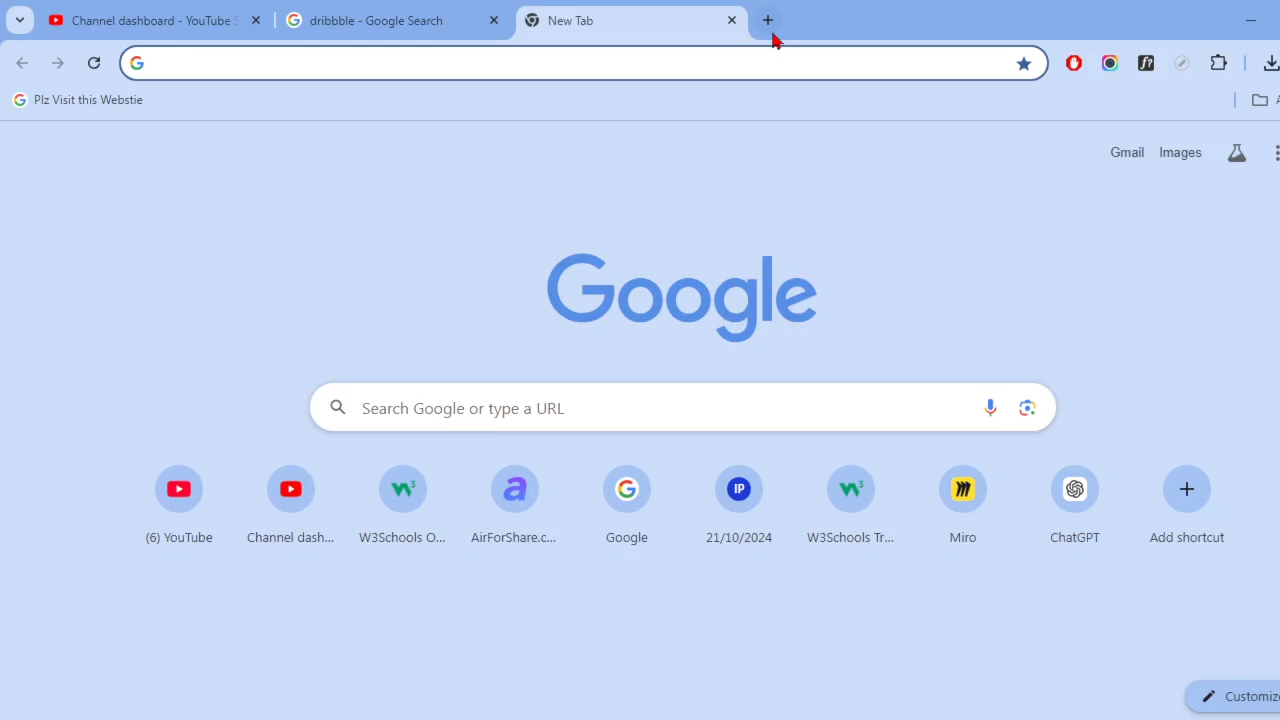 Channel dashboard - YouTube S
dribbble - Google Search
New Tab
Plz Visit this Webstie
Gmail
Images
Google
Search Google or type a URL
(6) YouTube
Channel dash...
W3Schools O...
AirForShare.c...
Google
21/10/2024
W3Schools Tr...
Miro
ChatGPT
Add shortcut
Customize